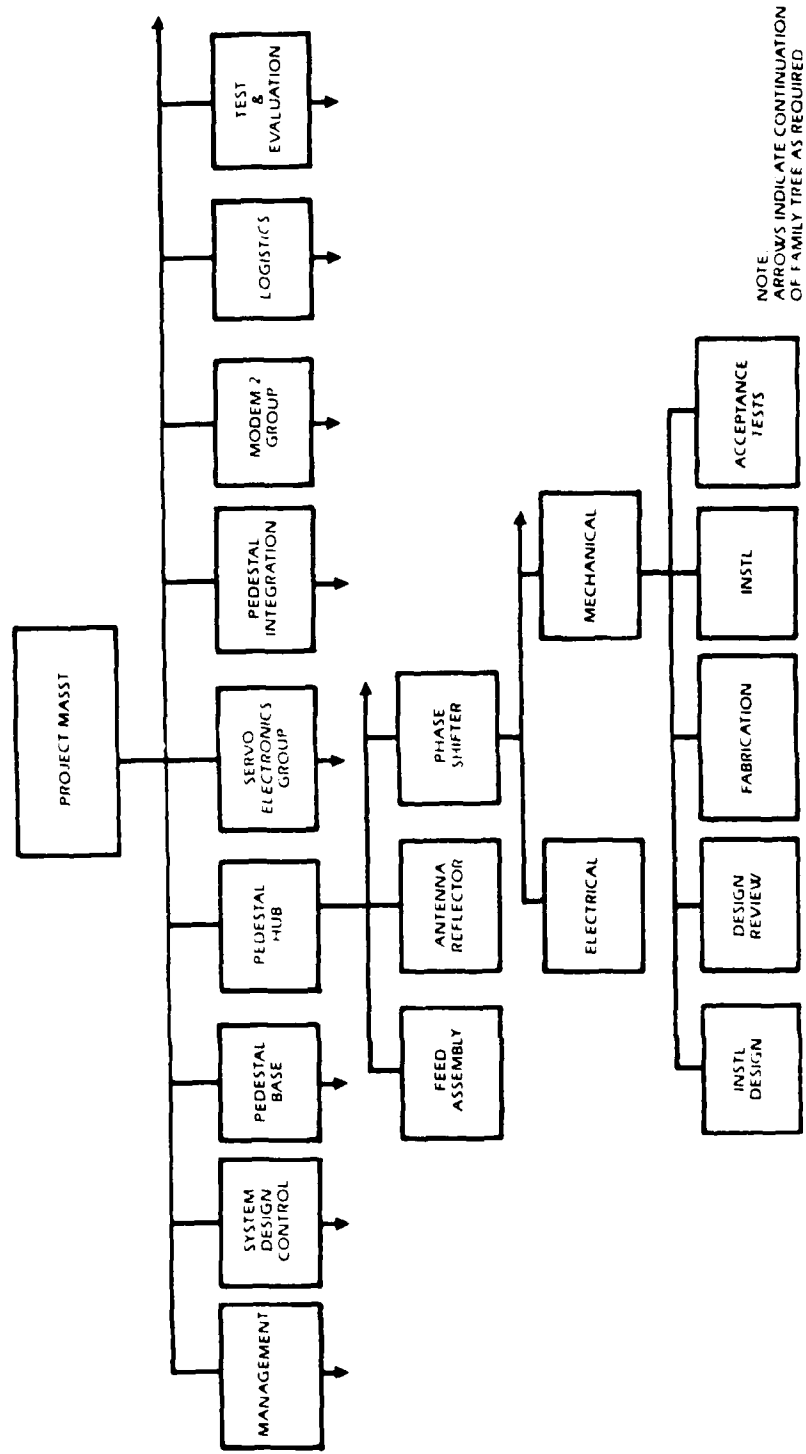 PROJECT MASST
MANAGEMENT
SYSTEM
DESIGN
CONTROL
PEDESTAL
BASE
PEDESTAL
HUB
SERVO
ELECTRONICS
GROUP
PEDESTAL
INTEGRATION
MODEM 2
GROUP
LOGISTICS
TEST
&
EVALUATION
FEED
ASSEMBLY
ANTENNA
REFLECTOR
PHASE
SHIFTER
ELECTRICAL
MECHANICAL
INSTL
DESIGN
DESIGN
REVIEW
FABRICATION
INSTL
ACCEPTANCE
TESTS
NOTE
ARROWS INDICATE CONTINUATION
OF FAMILY TREE AS REQUIRED